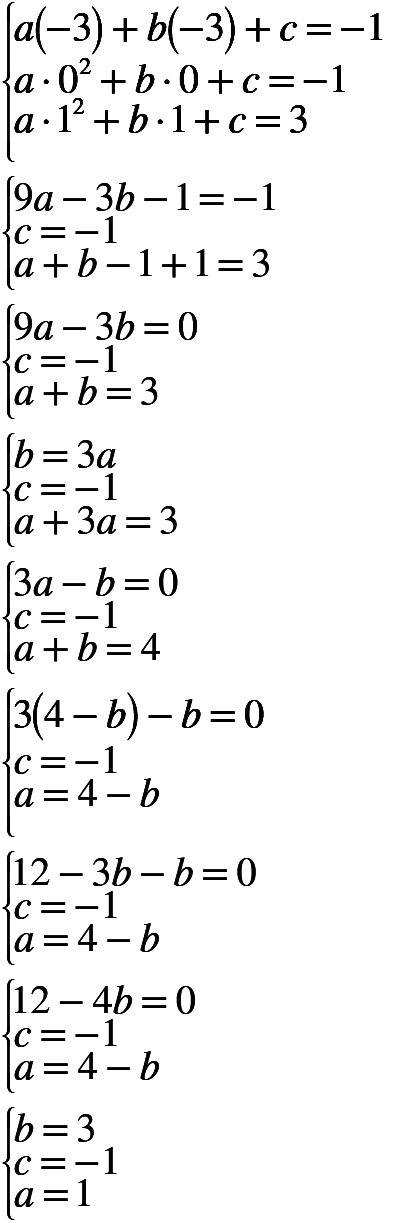 a(−3) + b(−3) + c = −1
a · 0² + b · 0 + c = −1
a · 1² + b · 1 + c = 3
9a − 3b − 1 = −1
c = −1
a + b − 1 + 1 = 3
9a − 3b = 0
c = −1
a + b = 3
b = 3a
c = −1
a + 3a = 3
3a − b = 0
c = −1
a + b = 4
3(4 − b) − b = 0
c = −1
a = 4 − b
12 − 3b − b = 0
c = −1
a = 4 − b
12 − 4b = 0
c = −1
a = 4 − b
b = 3
c = −1
a = 1